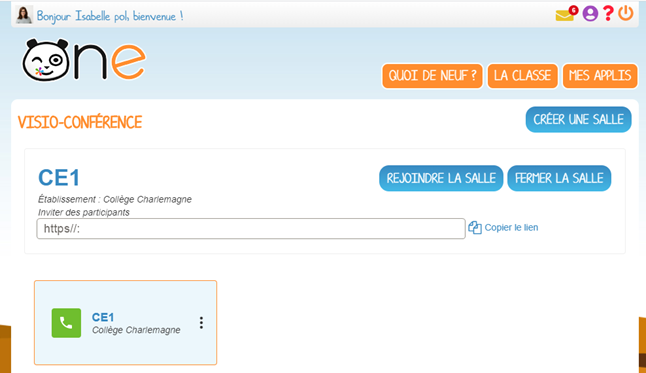 Bonjour Isabelle pol, bienvenue !
6
?
One
QUOI DE NEUF ?
LA CLASSE
MES APPLIS
VISIO-CONFÉRENCE
CRÉER UNE SALLE
CE1
REJOINDRE LA SALLE
FERMER LA SALLE
Établissement : Collège Charlemagne
Inviter des participants
https//:
Copier le lien
CE1
Collège Charlemagne